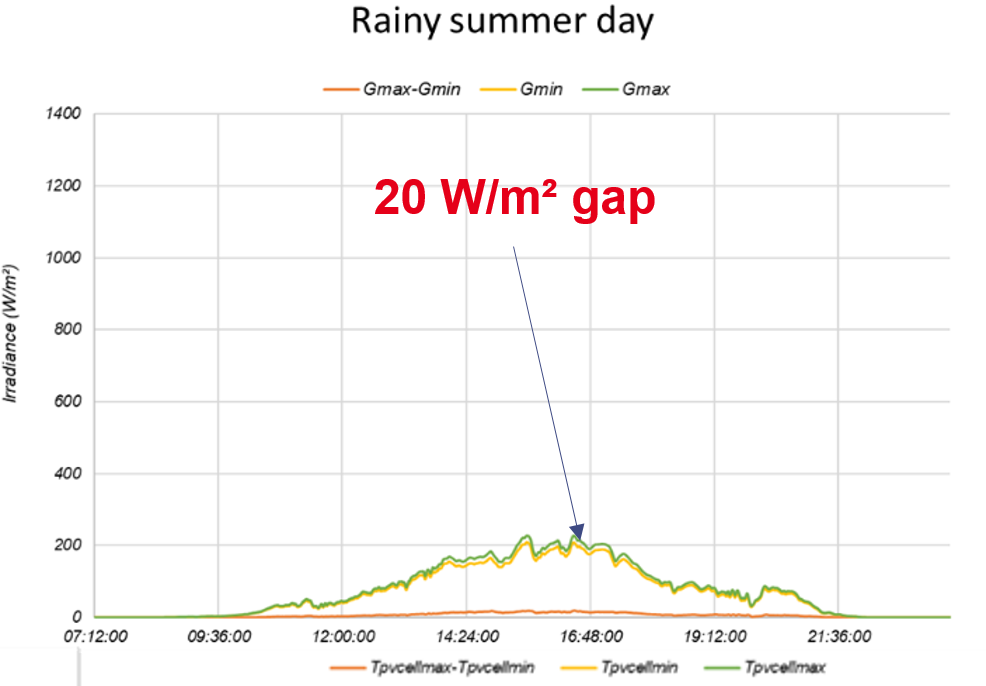 Rainy summer day
Gmax-Gmin Gmin Gmax
1400
1200
20 W/m² gap
1000
800
Irradiance (W/m²)
600
400
200
0
07:12:00 09:36:00 12:00:00 14:24:00 16:48:00 19:12:00 21:36:00
Tpvcellmax-Tpvcellmin Tpvcellmin Tpvcellmax